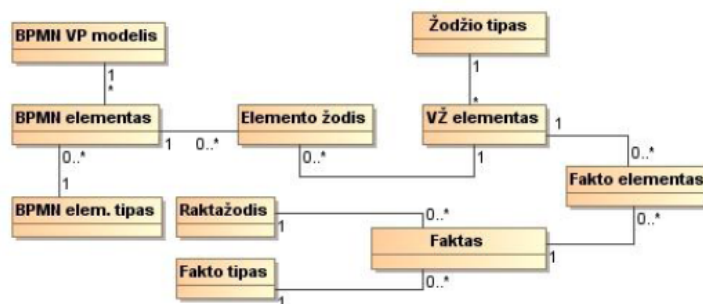 Žodžio tipas
BPMN VP modelis
1
*
1
*
BPMN elementas
1
0..*
Elemento žodis
VŽ elementas
1
0..*
0..*
1
0..*
1
Fakto elementas
BPMN elem. tipas
Raktažodis
1
0..*
0..*
Faktas
1
Fakto tipas
1
0..*